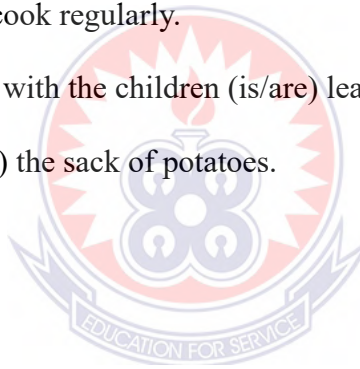 cook regularly.
with the children (is/are) lea
) the sack of potatoes.
EDUCATION FOR SERVICE